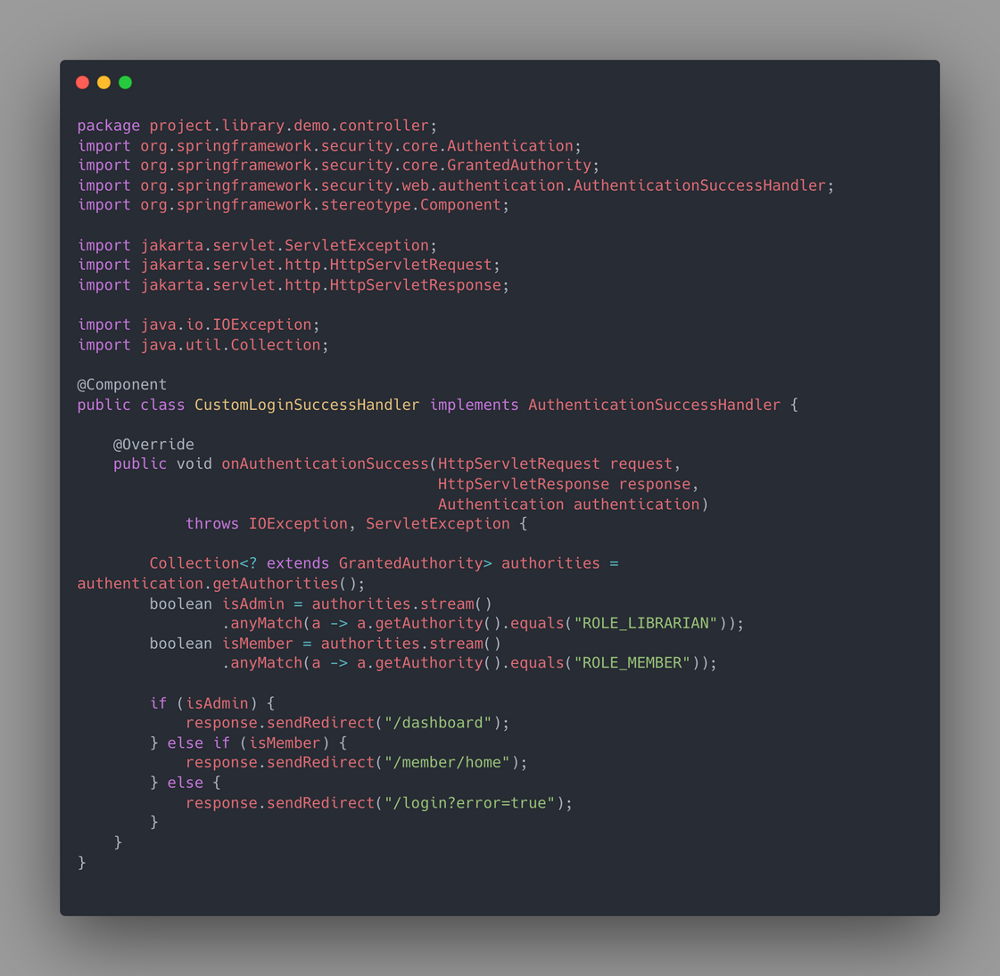 package project.library.demo.controller;
import org.springframework.security.core.Authentication;
import org.springframework.security.core.GrantedAuthority;
import org.springframework.security.web.authentication.AuthenticationSuccessHandler;
import org.springframework.stereotype.Component;

import jakarta.servlet.ServletException;
import jakarta.servlet.http.HttpServletRequest;
import jakarta.servlet.http.HttpServletResponse;

import java.io.IOException;
import java.util.Collection;

@Component
public class CustomLoginSuccessHandler implements AuthenticationSuccessHandler {

    @Override
    public void onAuthenticationSuccess(HttpServletRequest request,
                                        HttpServletResponse response,
                                        Authentication authentication)
            throws IOException, ServletException {

        Collection<? extends GrantedAuthority> authorities =
authentication.getAuthorities();
        boolean isAdmin = authorities.stream()
                .anyMatch(a -> a.getAuthority().equals("ROLE_LIBRARIAN"));
        boolean isMember = authorities.stream()
                .anyMatch(a -> a.getAuthority().equals("ROLE_MEMBER"));

        if (isAdmin) {
            response.sendRedirect("/dashboard");
        } else if (isMember) {
            response.sendRedirect("/member/home");
        } else {
            response.sendRedirect("/login?error=true");
        }
    }
}